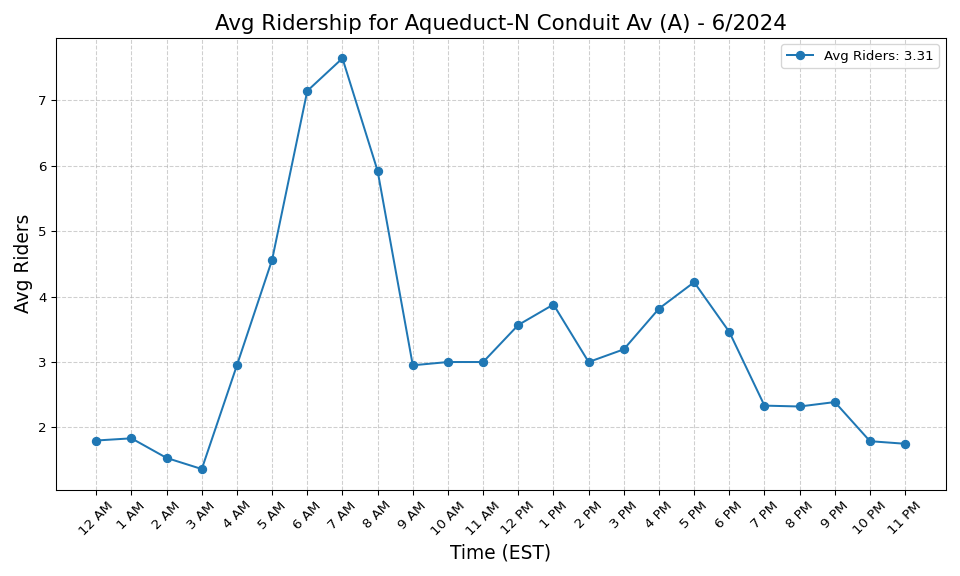 Avg Ridership for Aqueduct-N Conduit Av (A) - 6/2024
Avg Riders: 3.31
Avg Riders
7
6
5
4
3
2
12 AM
1 AM
2 AM
3 AM
4 AM
5 AM
6 AM
7 AM
8 AM
9 AM
10 AM
11 AM
12 PM
1 PM
2 PM
3 PM
4 PM
5 PM
6 PM
7 PM
8 PM
9 PM
10 PM
11 PM
Time (EST)